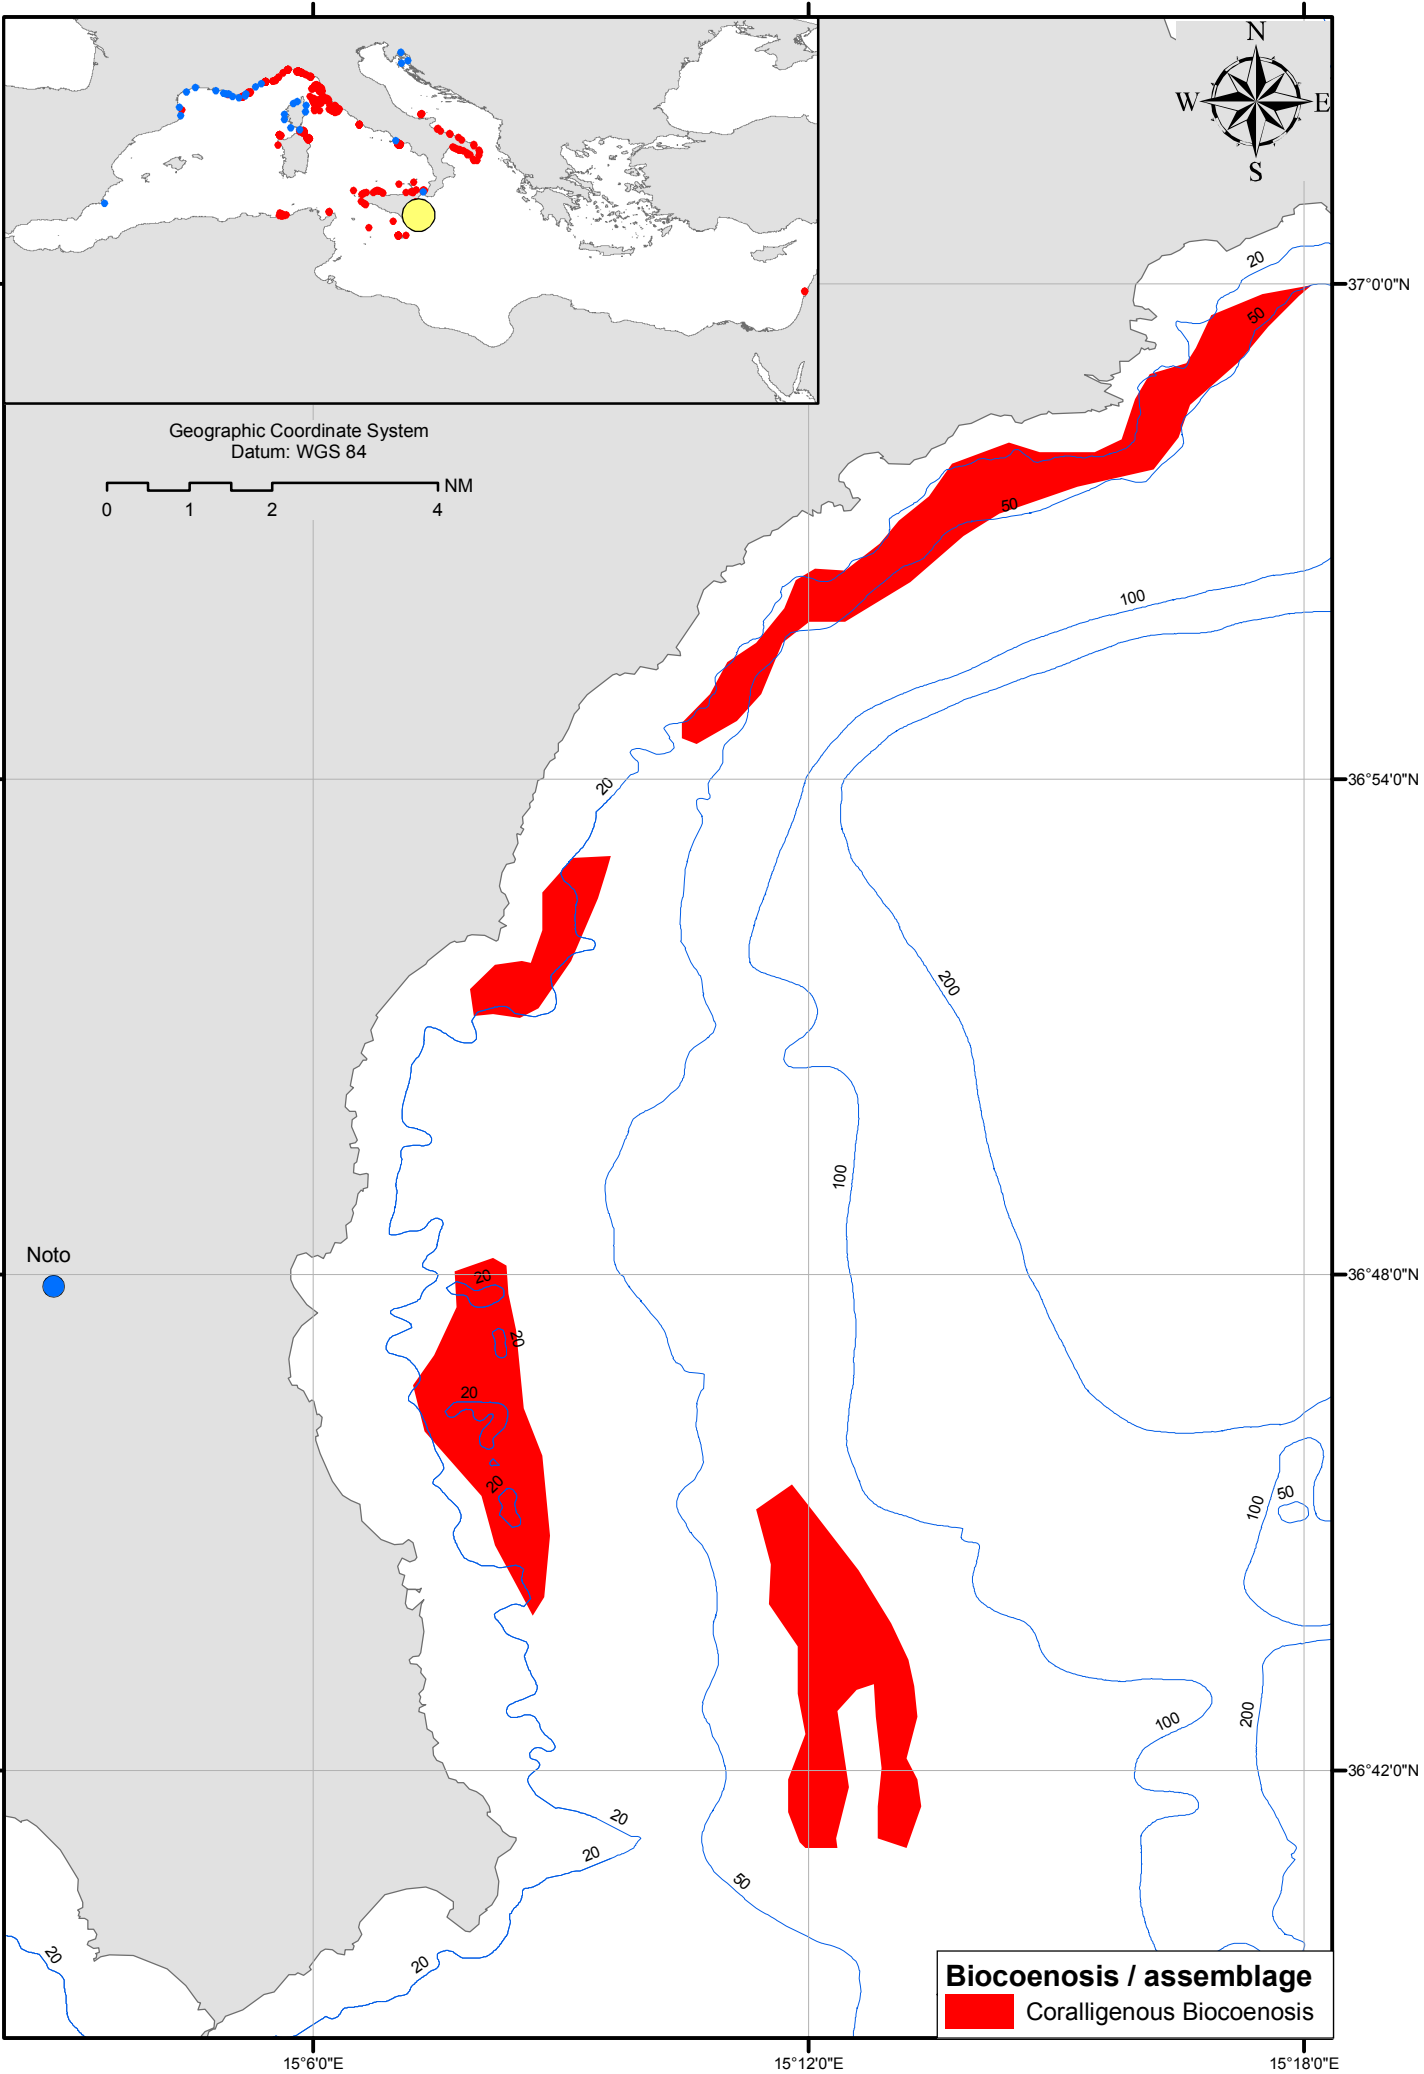 N
W E
S
20
37°0'0"N
50
Geographic Coordinate System
Datum: WGS 84
NM
0 1 2 4
50
100
36°54'0"N
20
200
100
Noto
36°48'0"N
20
20
20
20
50
100
100
200
36°42'0"N
20
20
50
20
20
Biocoenosis / assemblage
Coralligenous Biocoenosis
15°6'0"E 15°12'0"E 15°18'0"E